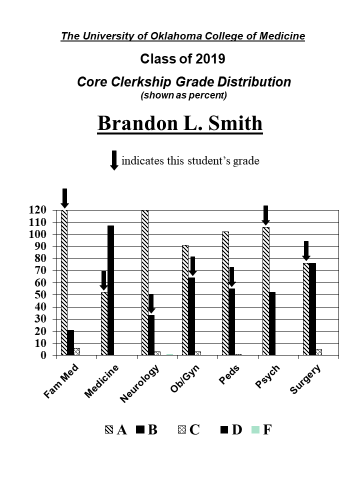 The University of Oklahoma College of Medicine
Class of 2019
Core Clerkship Grade Distribution
(shown as percent)
Brandon L. Smith
indicates this student's grade
120
110
100
90
80
70
60
50
40
30
20
10
0
Fam Med
Medicine
Neurology
Ob/Gyn
Peds
Psych
Surgery
A B C D F